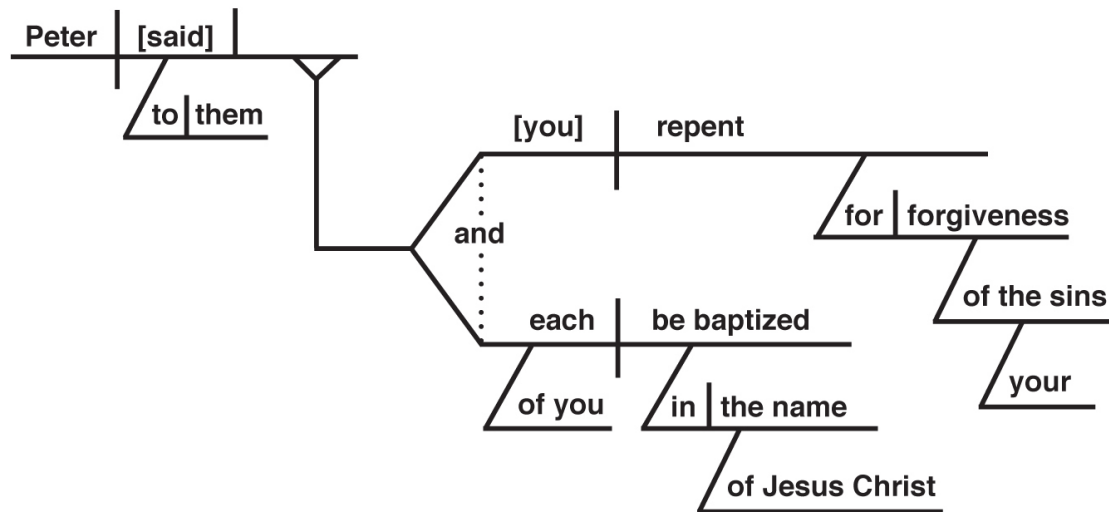 Peter [said]
to them
[you] repent
for forgiveness
of the sins
your
and
each be baptized
of you
in the name
of Jesus Christ